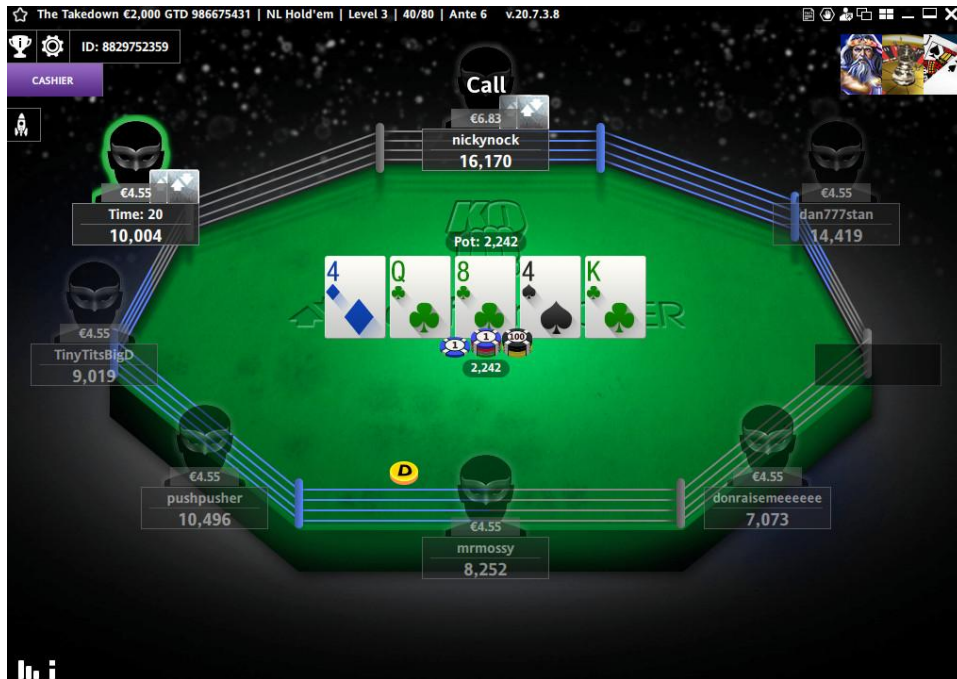 The Takedown €2,000 GTD 986675431 | NL Hold'em | Level 3 | 40/80 | Ante 6 v.20.7.3.8
ID: 8829752359
CASHIER
Call
€6.83
nickynock
16,170
€4.55
Time: 20
10,004
€4.55
dan777stan
14,419
KO
Pot: 2,242
4
Q
8
4
K
ER
1
1
100
2,242
€4.55
TinyTitsBigD
9,019
€4.55
pushpusher
10,496
D
€4.55
mrmossy
8,252
€4.55
donraisemeeeeee
7,073